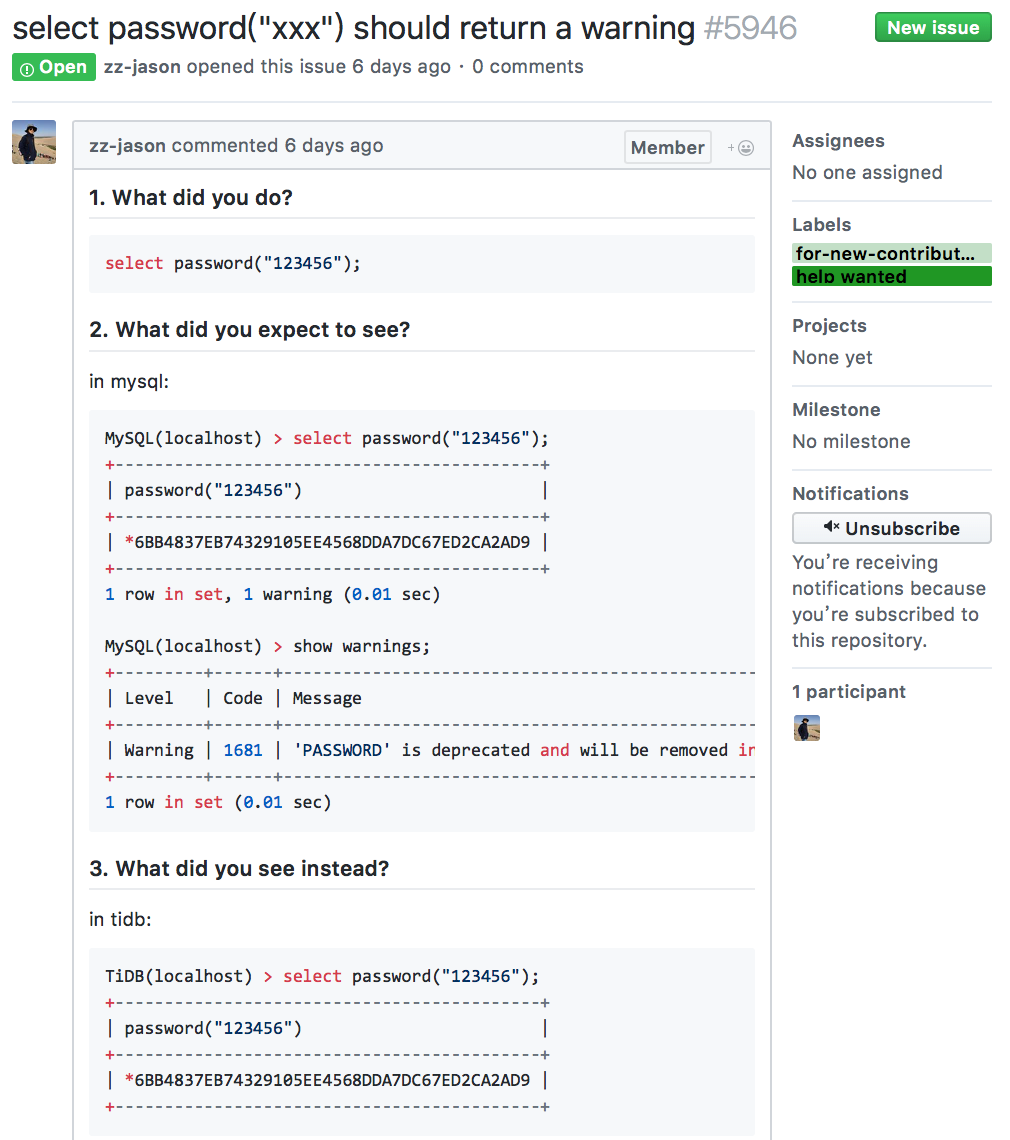 select password("xxx") should return a warning #5946
New issue
Open zz-jason opened this issue 6 days ago · 0 comments
zz-jason commented 6 days ago
Member
1. What did you do?
select password("123456");
2. What did you expect to see?
in mysql:
MySQL(localhost) > select password("123456");
+-------------------------------------------+
| password("123456")                        |
+-------------------------------------------+
| *6BB4837EB74329105EE4568DDA7DC67ED2CA2AD9 |
+-------------------------------------------+
1 row in set, 1 warning (0.01 sec)
MySQL(localhost) > show warnings;
+---------+------+------------------------------------------------
| Level   | Code | Message
+---------+------+------------------------------------------------
| Warning | 1681 | 'PASSWORD' is deprecated and will be removed in
+---------+------+------------------------------------------------
1 row in set (0.01 sec)
3. What did you see instead?
in tidb:
TiDB(localhost) > select password("123456");
+-------------------------------------------+
| password("123456")                        |
+-------------------------------------------+
| *6BB4837EB74329105EE4568DDA7DC67ED2CA2AD9 |
+-------------------------------------------+
Assignees
No one assigned
Labels
for-new-contribut...
help wanted
Projects
None yet
Milestone
No milestone
Notifications
Unsubscribe
You’re receiving
notifications because
you’re subscribed to
this repository.
1 participant